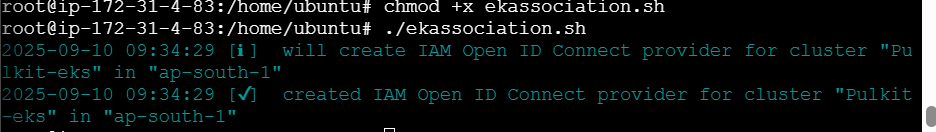 root@ip-172-31-4-83:/home/ubuntu# chmod +x ekassociation.sh
root@ip-172-31-4-83:/home/ubuntu# ./ekassociation.sh
2025-09-10 09:34:29 [ℹ]  will create IAM Open ID Connect provider for cluster "Pu
lkit-eks" in "ap-south-1"
2025-09-10 09:34:29 [✔]  created IAM Open ID Connect provider for cluster "Pulkit
-eks" in "ap-south-1"